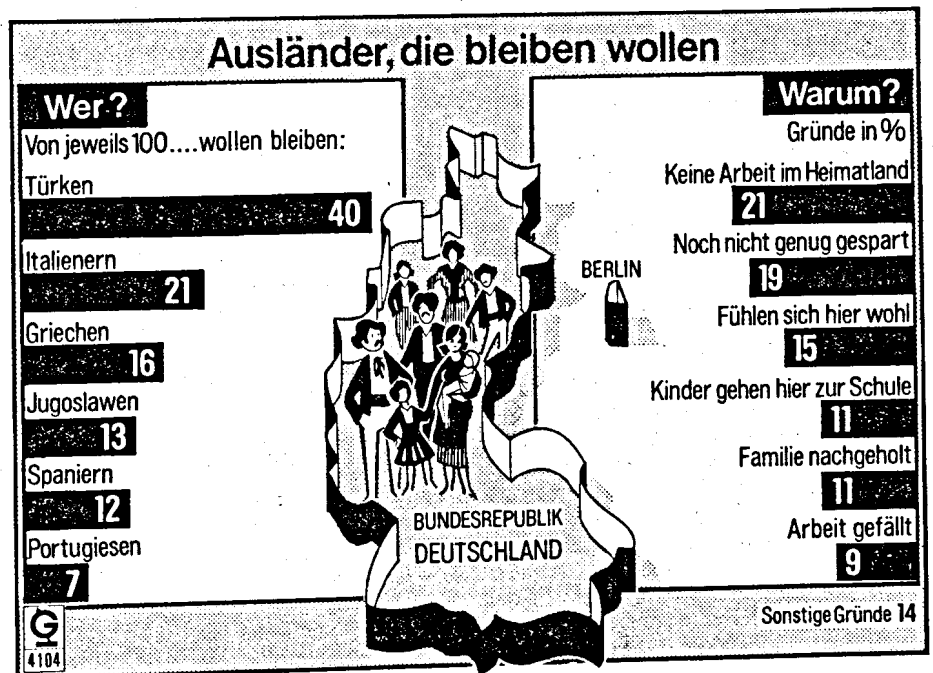 Ausländer, die bleiben wollen
Wer?
Von jeweils 100....wollen bleiben:
Türken
40
Italienern
21
Griechen
16
Jugoslawen
13
Spaniern
12
Portugiesen
7
BERLIN
BUNDESREPUBLIK
DEUTSCHLAND
Warum?
Gründe in %
Keine Arbeit im Heimatland
21
Noch nicht genug gespart
19
Fühlen sich hier wohl
15
Kinder gehen hier zur Schule
11
Familie nachgeholt
11
Arbeit gefällt
9
Sonstige Gründe 14
G
4104